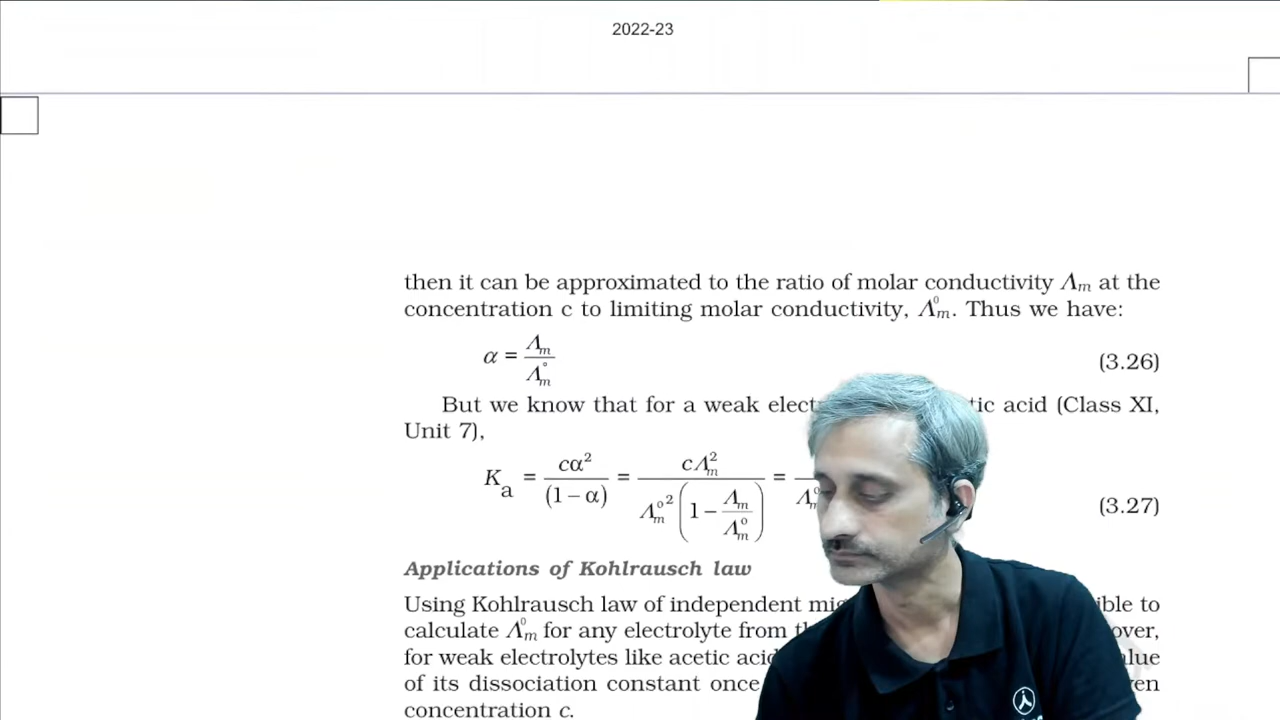 2022-23
then it can be approximated to the ratio of molar conductivity Λm at the
concentration c to limiting molar conductivity, Λ⁰m. Thus we have:
α = Λm / Λ°m (3.26)
But we know that for a weak tic acid (Class XI,
Unit 7),
Ka = cα² / (1 – α) = cΛ²m / Λ°m² (1 – Λm / Λ°m) = (3.27)
Applications of Kohlrausch law
Using Kohlrausch law of independent ible to
calculate Λ⁰m for any electrolyte from over,
for weak electrolytes like acetic acid lue
of its dissociation constant once ven
concentration c.